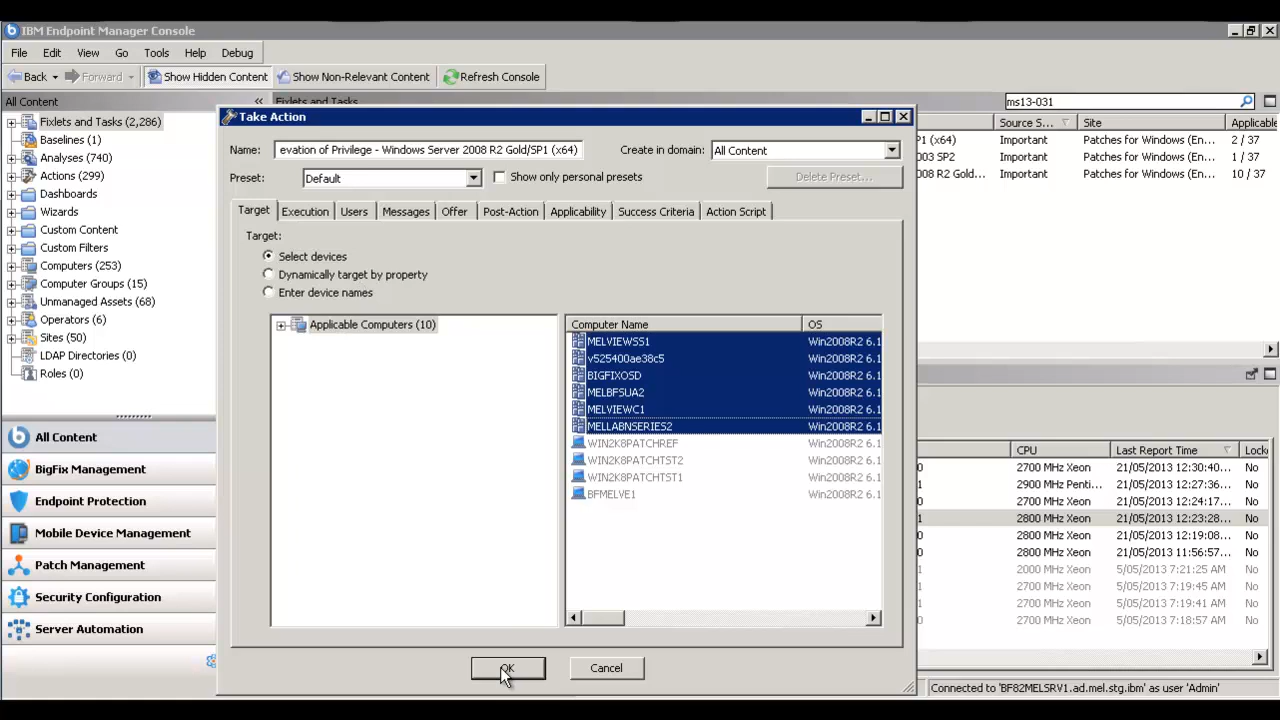 IBM Endpoint Manager Console
File Edit View Go Tools Help Debug
Back Forward Show Hidden Content Show Non-Relevant Content Refresh Console
All Content « Fixlets and Tasks ms13-031
Fixlets and Tasks (2,286)
Baselines (1)
Analyses (740)
Actions (299)
Dashboards
Wizards
Custom Content
Custom Filters
Computers (253)
Computer Groups (15)
Unmanaged Assets (68)
Operators (6)
Sites (50)
LDAP Directories (0)
Roles (0)
All Content
BigFix Management
Endpoint Protection
Mobile Device Management
Patch Management
Security Configuration
Server Automation
Take Action
Name: evation of Privilege - Windows Server 2008 R2 Gold/SP1 (x64) Create in domain: All Content
Preset: Default Show only personal presets Delete Preset...
Target Execution Users Messages Offer Post-Action Applicability Success Criteria Action Script
Target:
Select devices
Dynamically target by property
Enter device names
Applicable Computers (10)
Computer Name OS
MELVIEWSS1 Win2008R2 6.1
v525400ae38c5 Win2008R2 6.1
BIGFIXOSD Win2008R2 6.1
MELBFSUA2 Win2008R2 6.1
MELVIEWC1 Win2008R2 6.1
MELLABNSERIES2 Win2008R2 6.1
WIN2K8PATCHREF Win2008R2 6.1
WIN2K8PATCHTST2 Win2008R2 6.1
WIN2K8PATCHTST1 Win2008R2 6.1
BFMELVE1 Win2008R2 6.1
OK Cancel
Source S... Site Applicable
P1 (x64) Important Patches for Windows (En... 2 / 37
003 SP2 Important Patches for Windows (En... 1 / 37
008 R2 Gold... Important Patches for Windows (En... 10 / 37
CPU Last Report Time Locke
0 2700 MHz Xeon 21/05/2013 12:30:40... No
1 2900 MHz Penti... 21/05/2013 12:27:36... No
0 2700 MHz Xeon 21/05/2013 12:24:17... No
1 2800 MHz Xeon 21/05/2013 12:23:28... No
0 2800 MHz Xeon 21/05/2013 12:19:08... No
0 2800 MHz Xeon 21/05/2013 11:56:57... No
1 2000 MHz Xeon 5/05/2013 7:21:25 AM No
1 2700 MHz Xeon 5/05/2013 7:19:45 AM No
1 2700 MHz Xeon 5/05/2013 7:19:41 AM No
0 2700 MHz Xeon 5/05/2013 7:18:57 AM No
Connected to 'BF82MELSRV1.ad.mel.stg.ibm' as user 'Admin'